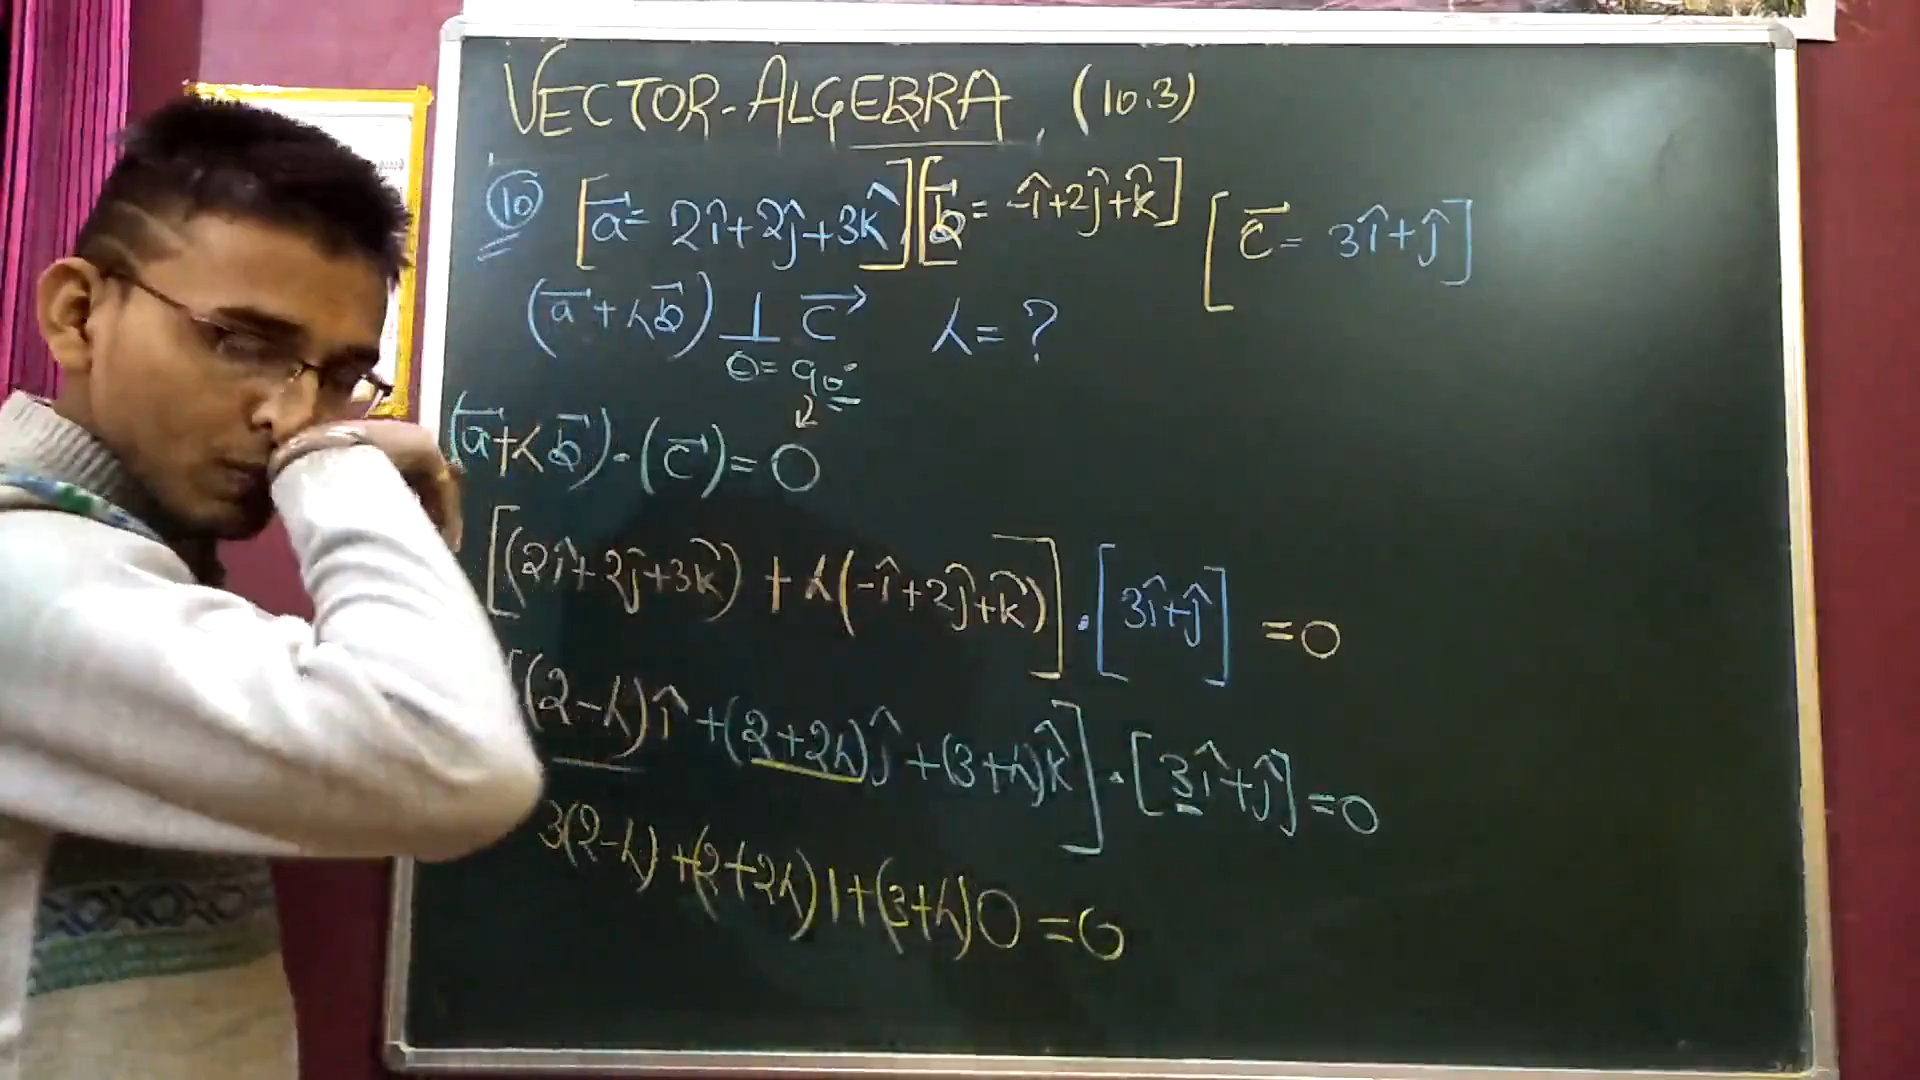 VECTOR-ALGEBRA, (10.3)
⑩ [a⃗ = 2î+2ĵ+3k̂] [b⃗ = -î+2ĵ+k̂] [c⃗ = 3î+ĵ]
(a⃗+λb⃗) ⊥ c⃗ λ = ?
θ = 90°
(a⃗+λb⃗)·(c⃗) = 0
[(2î+2ĵ+3k̂) + λ(-î+2ĵ+k̂)]·[3î+ĵ] = 0
[(2-λ)î +(2+2λ)ĵ +(3+λ)k̂]·[3î+ĵ] = 0
3(2-λ) +(2+2λ)1+(3+λ)0 = 0